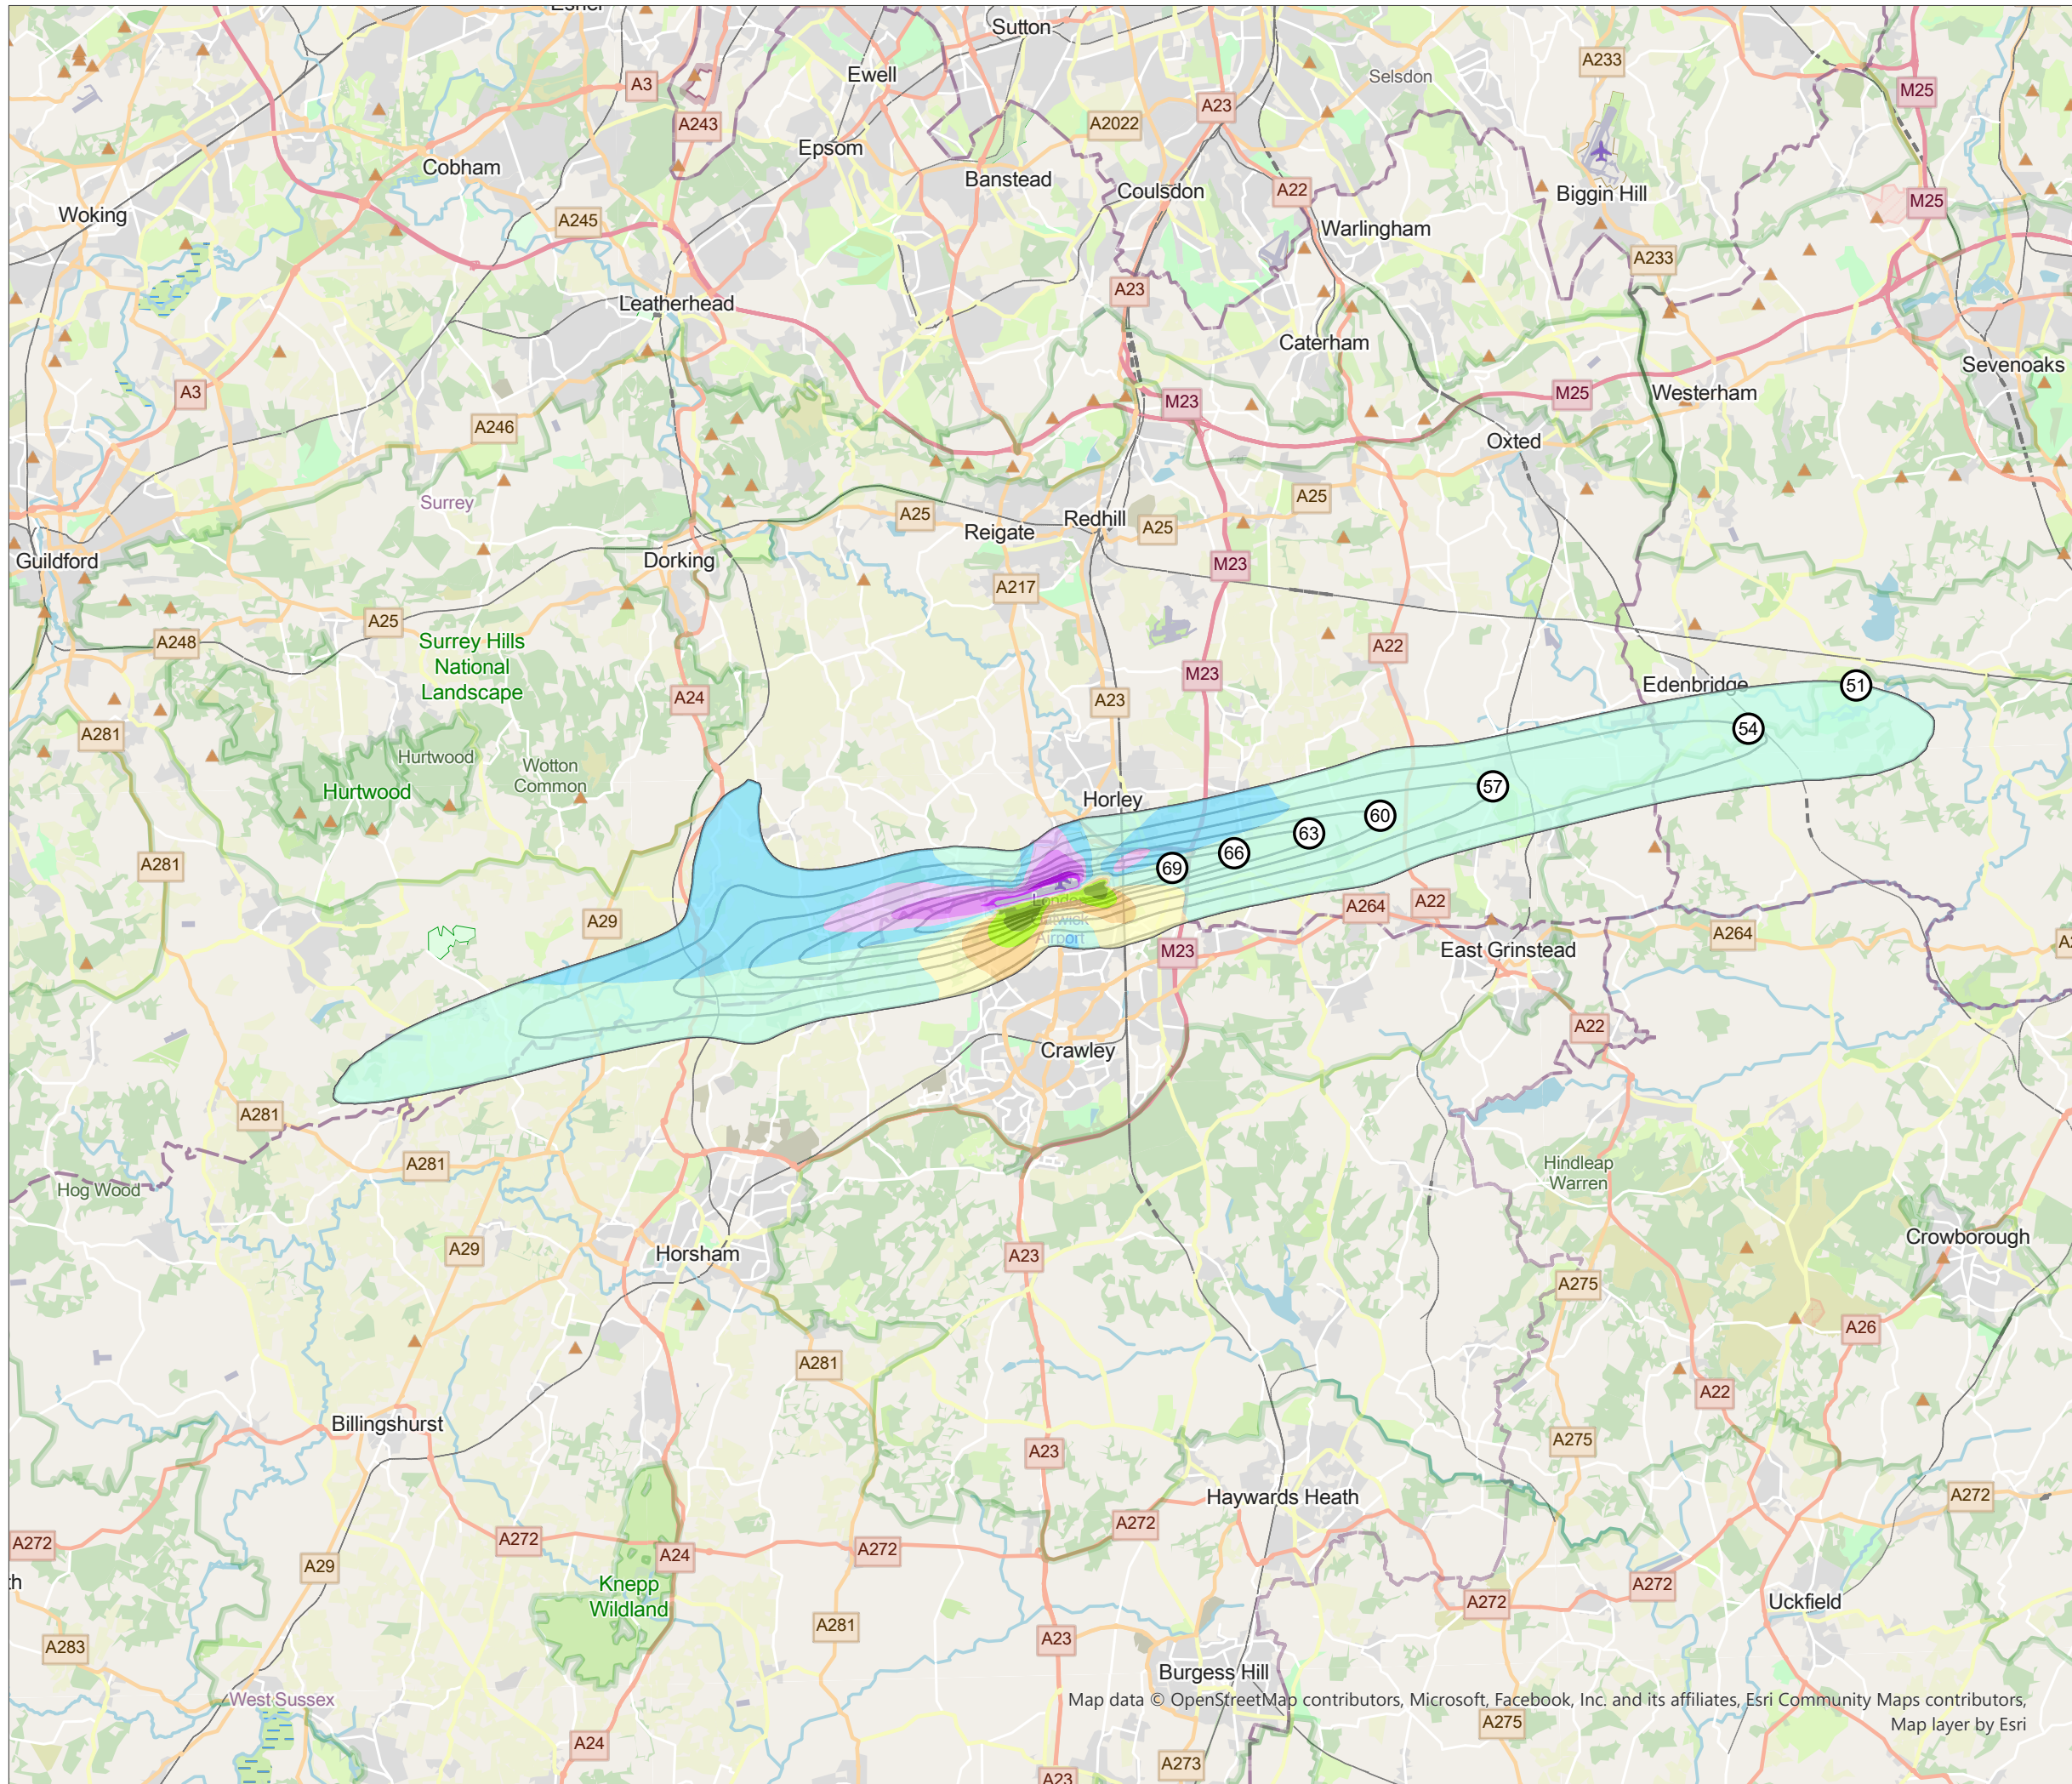 Sutton
A233
Ewell
Selsdon
A3
M25
A23
A243
A2022
Epsom
Cobham
Banstead
Coulsdon
A22
Biggin Hill
M25
Woking
A245
Warlingham
A233
A23
Leatherhead
Caterham
Sevenoaks
A3
M23
M25
Westerham
A246
Oxted
Surrey
A25
A25
Redhill
A25
Reigate
Guildford
Dorking
M23
A217
A25
A248
Surrey Hills
National
Landscape
A22
M23
Edenbridge
51
A24
A23
54
A281
Hurtwood
Wotton
Common
Hurtwood
57
Horley
60
63
66
69
A281
London
Gatwick
Airport
A29
A264
A22
A264
M23
East Grinstead
A22
Crawley
A281
A281
Hog Wood
Hindleap
Warren
A29
Horsham
A23
Crowborough
A275
A26
A281
A22
Billingshurst
A23
A275
Haywards Heath
A272
A272
A272
A272
A24
A272
A29
Knepp
Wildland
A272
A272
Uckfield
A283
A281
A23
Burgess Hill
West Sussex
Map data © OpenStreetMap contributors, Microsoft, Facebook, Inc. and its affiliates, Esri Community Maps contributors,
Map layer by Esri
A275
A24
A273
A23